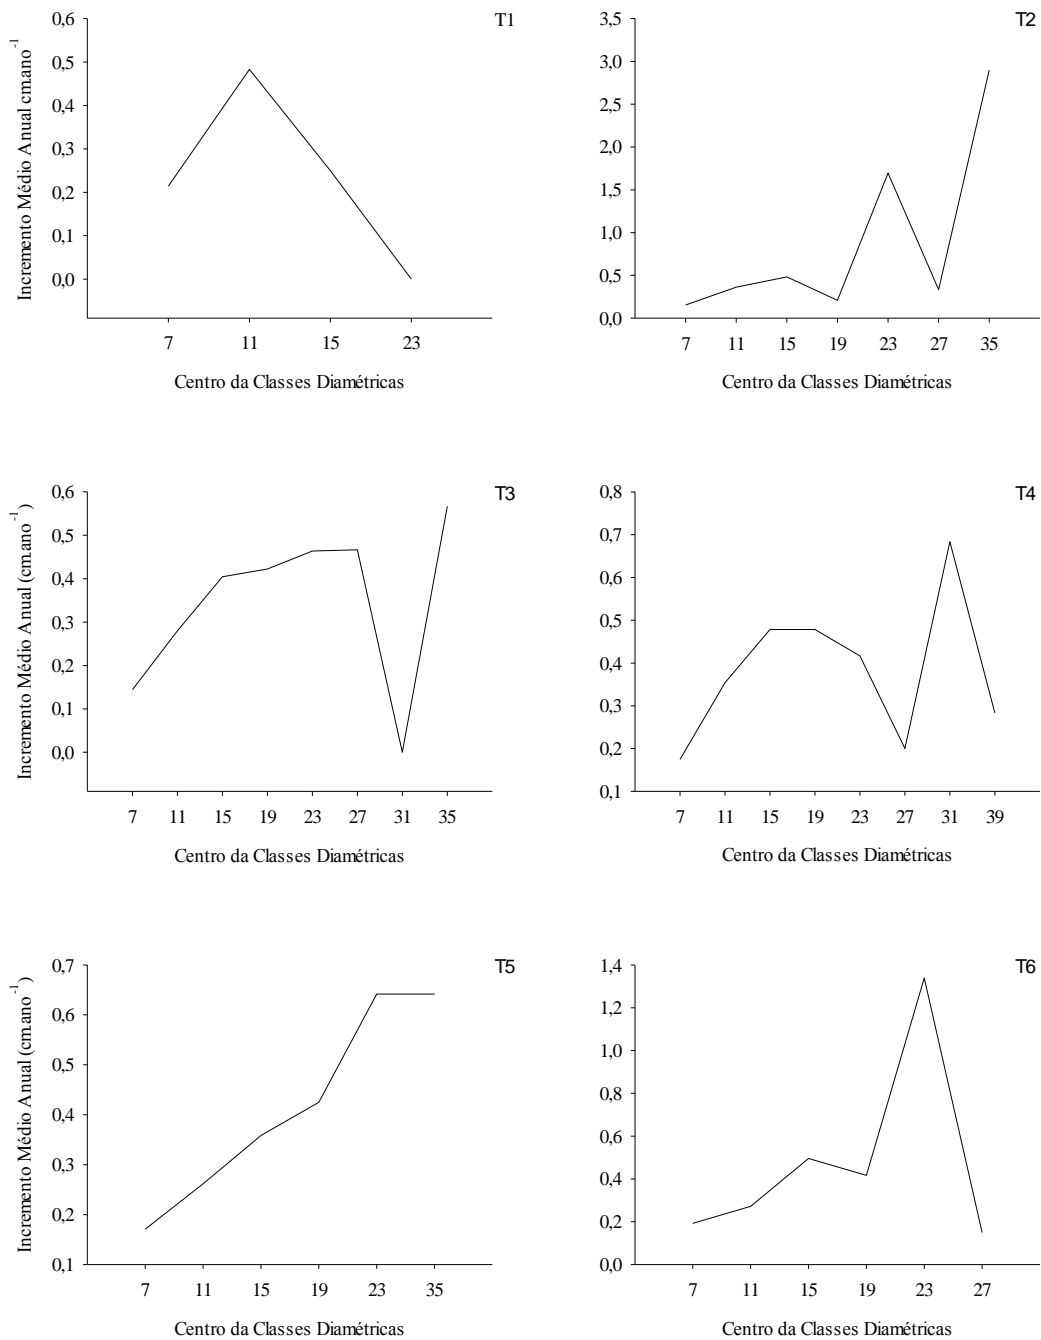 T1
Incremento Médio Anual cm.ano-1
0,6
0,5
0,4
0,3
0,2
0,1
0,0
7 11 15 23
Centro da Classes Diamétricas
T2
3,5
3,0
2,5
2,0
1,5
1,0
0,5
0,0
7 11 15 19 23 27 35
Centro da Classes Diamétricas
T3
Incremento Médio Anual (cm.ano-1)
0,6
0,5
0,4
0,3
0,2
0,1
0,0
7 11 15 19 23 27 31 35
Centro da Classes Diamétricas
T4
0,8
0,7
0,6
0,5
0,4
0,3
0,2
0,1
7 11 15 19 23 27 31 39
Centro da Classes Diamétricas
T5
Incremento Médio Anual (cm.ano-1)
0,7
0,6
0,5
0,4
0,3
0,2
0,1
7 11 15 19 23 35
Centro da Classes Diamétricas
T6
1,4
1,2
1,0
0,8
0,6
0,4
0,2
0,0
7 11 15 19 23 27
Centro da Classes Diamétricas